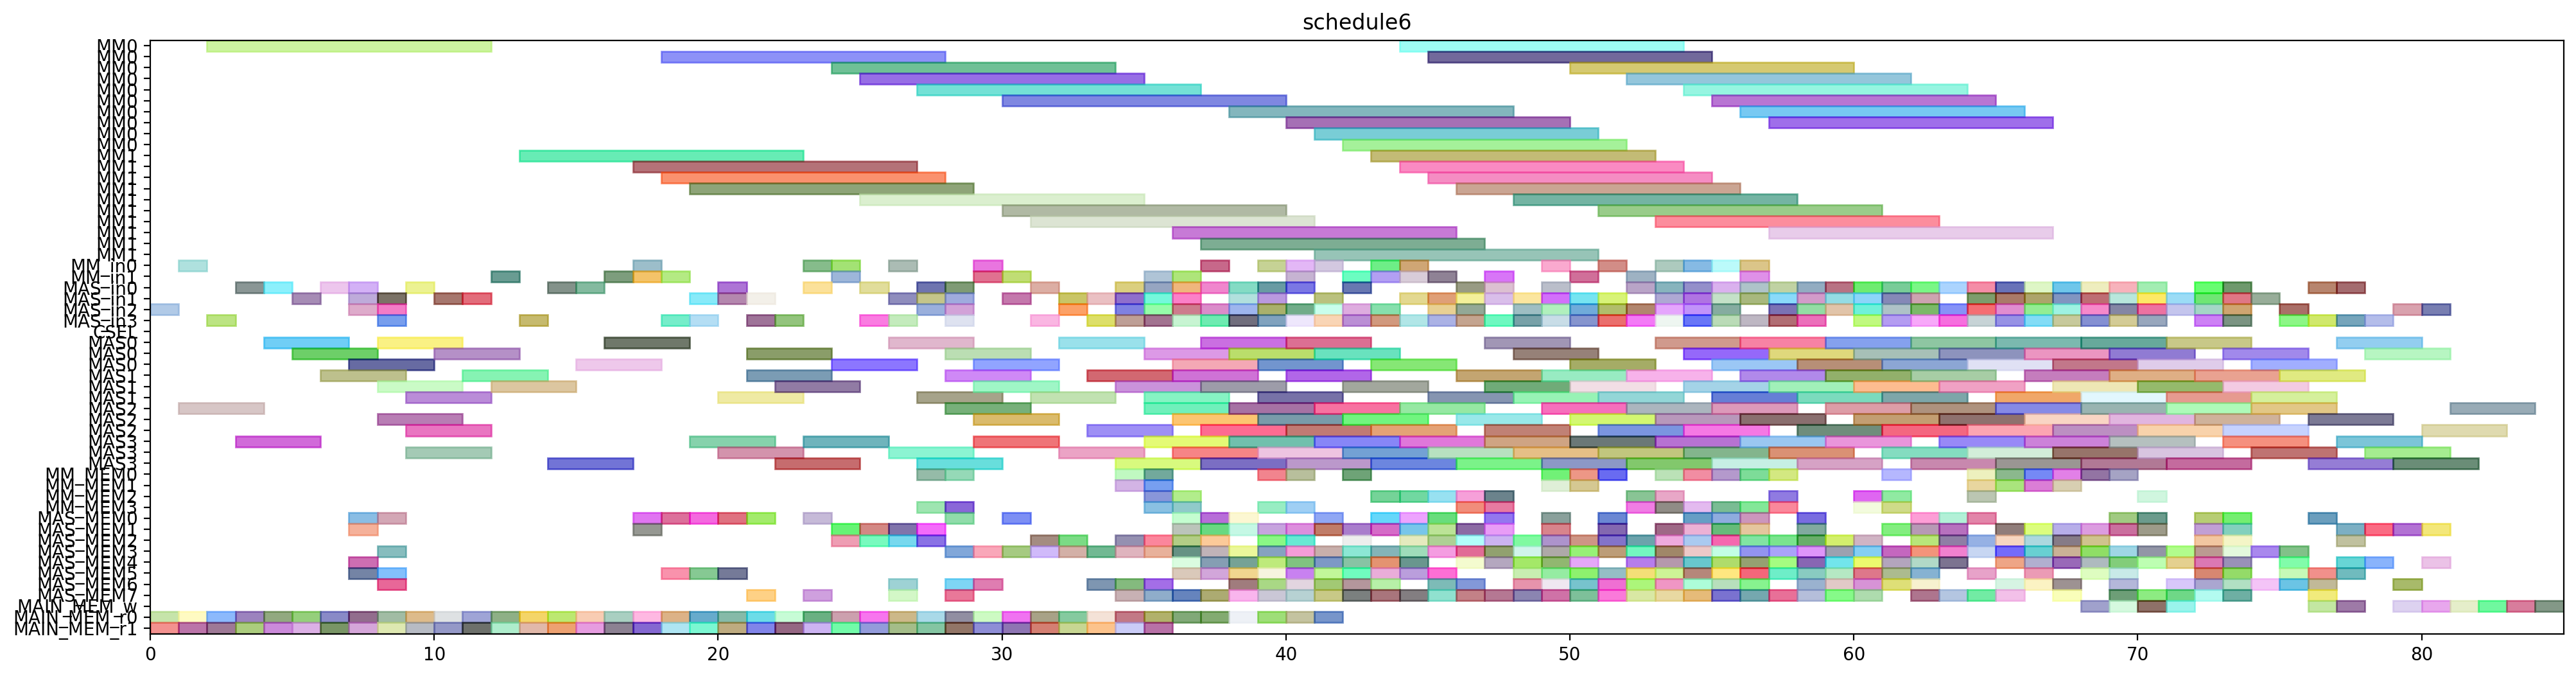 schedule6
MM0
MM0
MM0
MM0
MM0
MM0
MM0
MM0
MM0
MM0
MM1
MM1
MM1
MM1
MM1
MM1
MM1
MM1
MM1
MM1
MM_in0
MM_in1
MAS_in0
MAS_in1
MAS_in2
MAS_in3
CSEL
MAS0
MAS0
MAS0
MAS1
MAS1
MAS1
MAS2
MAS2
MAS2
MAS3
MAS3
MAS3
MM_MEM0
MM_MEM1
MM_MEM2
MM_MEM3
MAS_MEM0
MAS_MEM1
MAS_MEM2
MAS_MEM3
MAS_MEM4
MAS_MEM5
MAS_MEM6
MAS_MEM7
MAIN_MEM_w
MAIN_MEM_r0
MAIN_MEM_r1
0 10 20 30 40 50 60 70 80